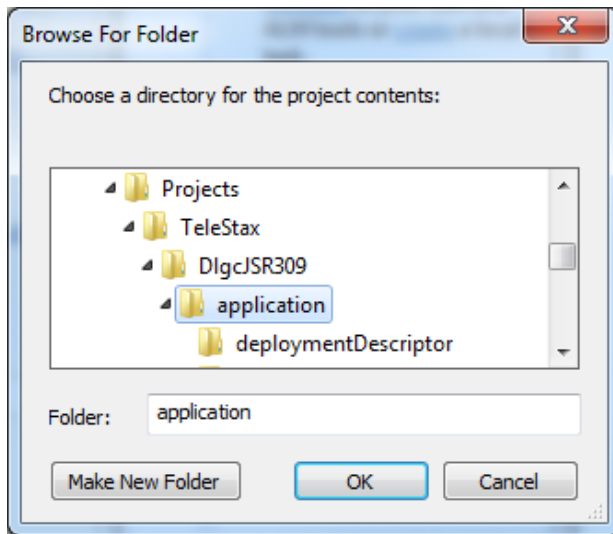 Browse For Folder
Choose a directory for the project contents:
Projects
TeleStax
DlgcJSR309
application
deploymentDescriptor
Folder:
application
Make New Folder
OK
Cancel